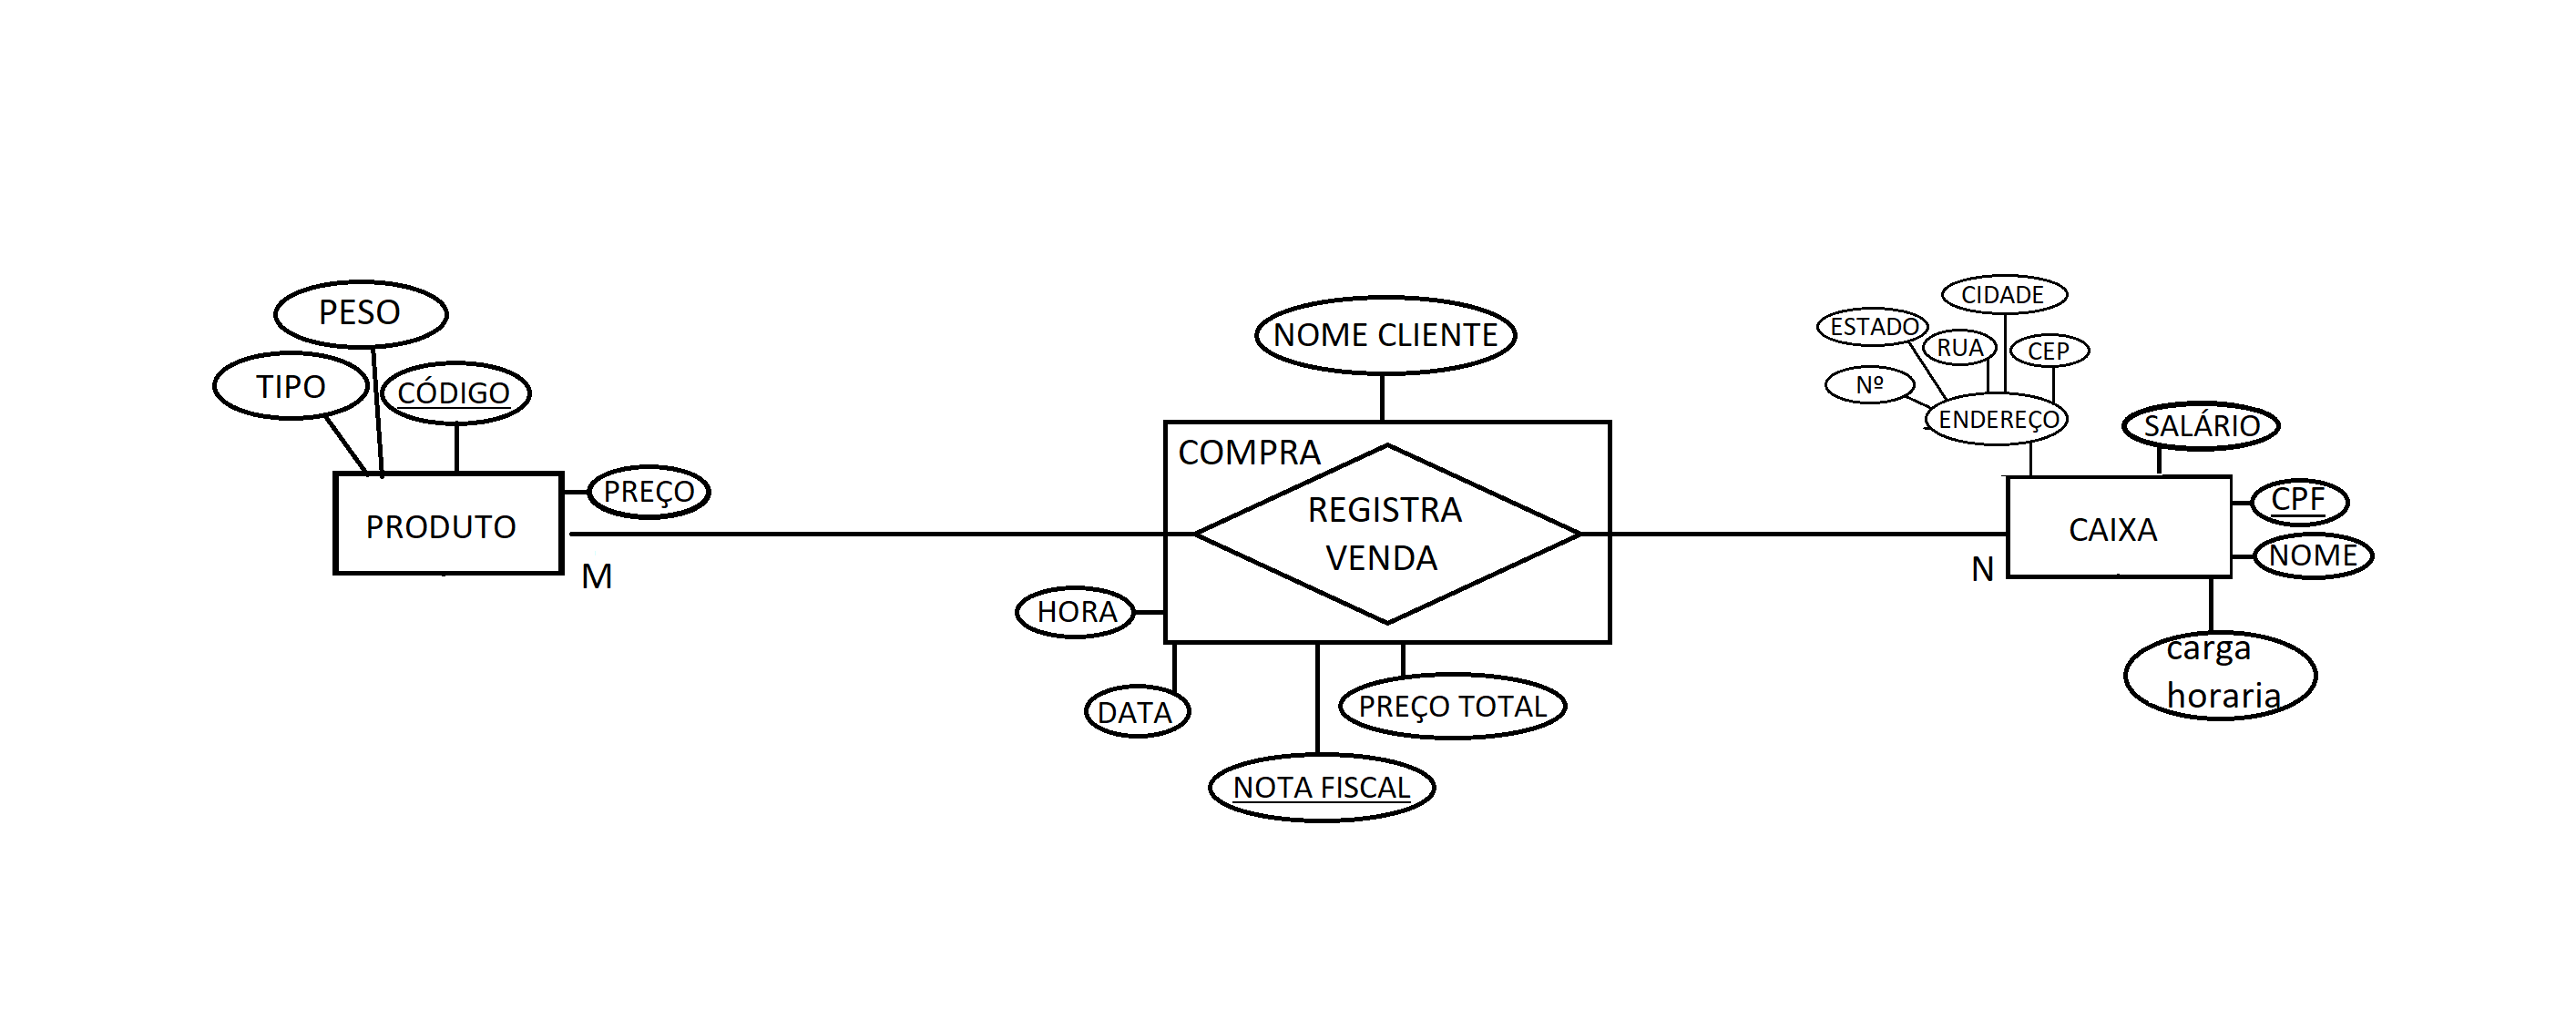 PESO
TIPO
CÓDIGO
PREÇO
PRODUTO
M
NOME CLIENTE
COMPRA
REGISTRA
VENDA
HORA
DATA
PREÇO TOTAL
NOTA FISCAL
CIDADE
ESTADO
RUA
CEP
Nº
ENDEREÇO
SALÁRIO
CPF
CAIXA
NOME
N
carga
horaria